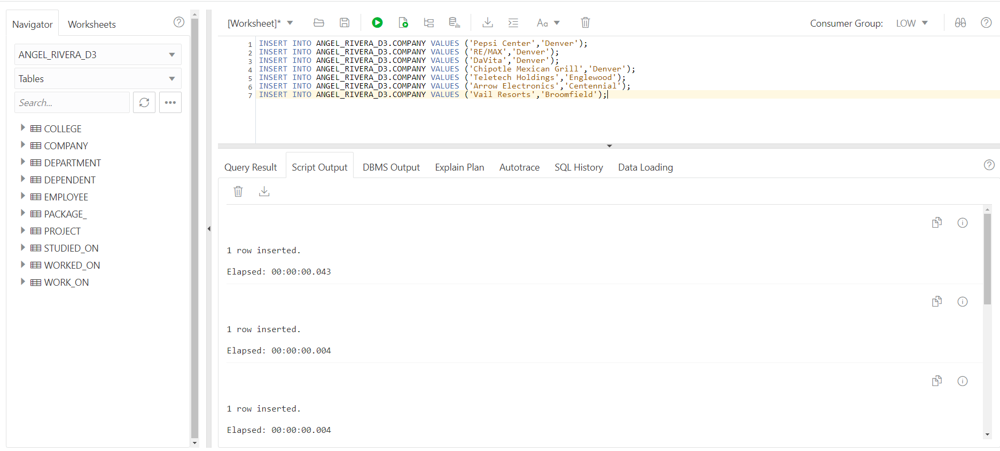 Navigator
Worksheets
ANGEL_RIVERA_D3
Tables
Search...
COLLEGE
COMPANY
DEPARTMENT
DEPENDENT
EMPLOYEE
PACKAGE_
PROJECT
STUDIED_ON
WORKED_ON
WORK_ON
[Worksheet]*
Aa
Consumer Group: LOW
1 INSERT INTO ANGEL_RIVERA_D3.COMPANY VALUES ('Pepsi Center','Denver');
2 INSERT INTO ANGEL_RIVERA_D3.COMPANY VALUES ('RE/MAX','Denver');
3 INSERT INTO ANGEL_RIVERA_D3.COMPANY VALUES ('DaVita','Denver');
4 INSERT INTO ANGEL_RIVERA_D3.COMPANY VALUES ('Chipotle Mexican Grill','Denver');
5 INSERT INTO ANGEL_RIVERA_D3.COMPANY VALUES ('Teletech Holdings','Englewood');
6 INSERT INTO ANGEL_RIVERA_D3.COMPANY VALUES ('Arrow Electronics','Centennial');
7 INSERT INTO ANGEL_RIVERA_D3.COMPANY VALUES ('Vail Resorts','Broomfield');
Query Result Script Output DBMS Output Explain Plan Autotrace SQL History Data Loading
1 row inserted.
Elapsed: 00:00:00.043
1 row inserted.
Elapsed: 00:00:00.004
1 row inserted.
Elapsed: 00:00:00.004